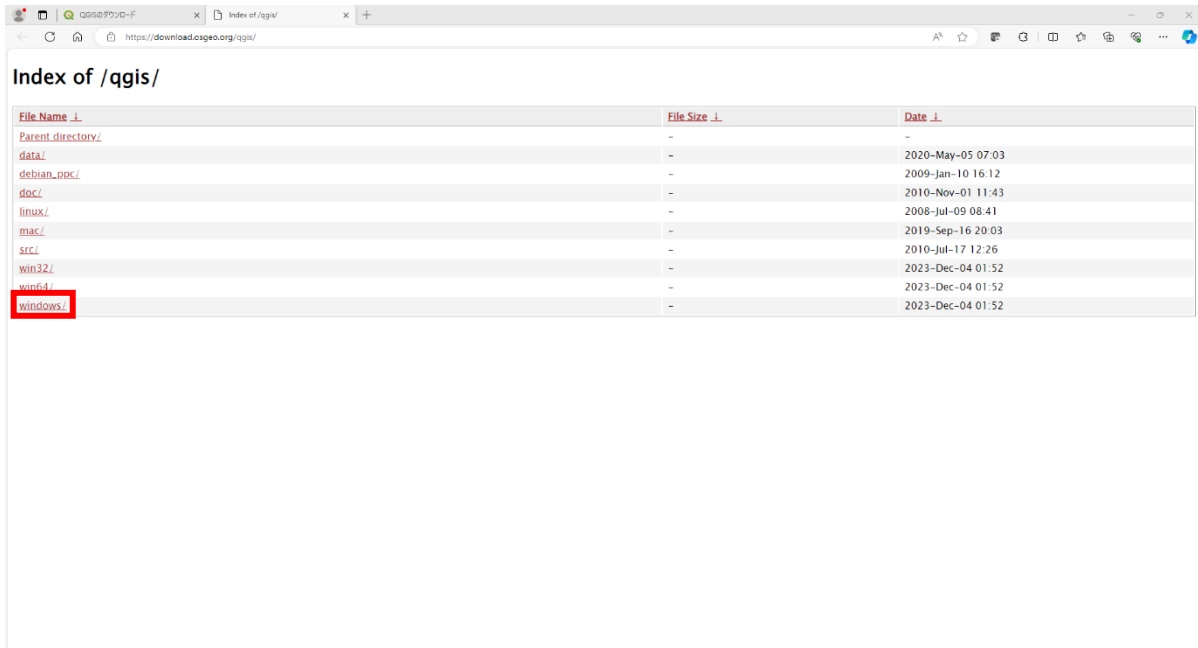 QGISのダウンロード
Index of /qgis/
https://download.osgeo.org/qgis/
Index of /qgis/
File Name ↓ File Size ↓ Date ↓
Parent directory/ - -
data/ - 2020-May-05 07:03
debian_ppc/ - 2009-Jan-10 16:12
doc/ - 2010-Nov-01 11:43
linux/ - 2008-Jul-09 08:41
mac/ - 2019-Sep-16 20:03
src/ - 2010-Jul-17 12:26
win32/ - 2023-Dec-04 01:52
win64/ - 2023-Dec-04 01:52
windows/ - 2023-Dec-04 01:52